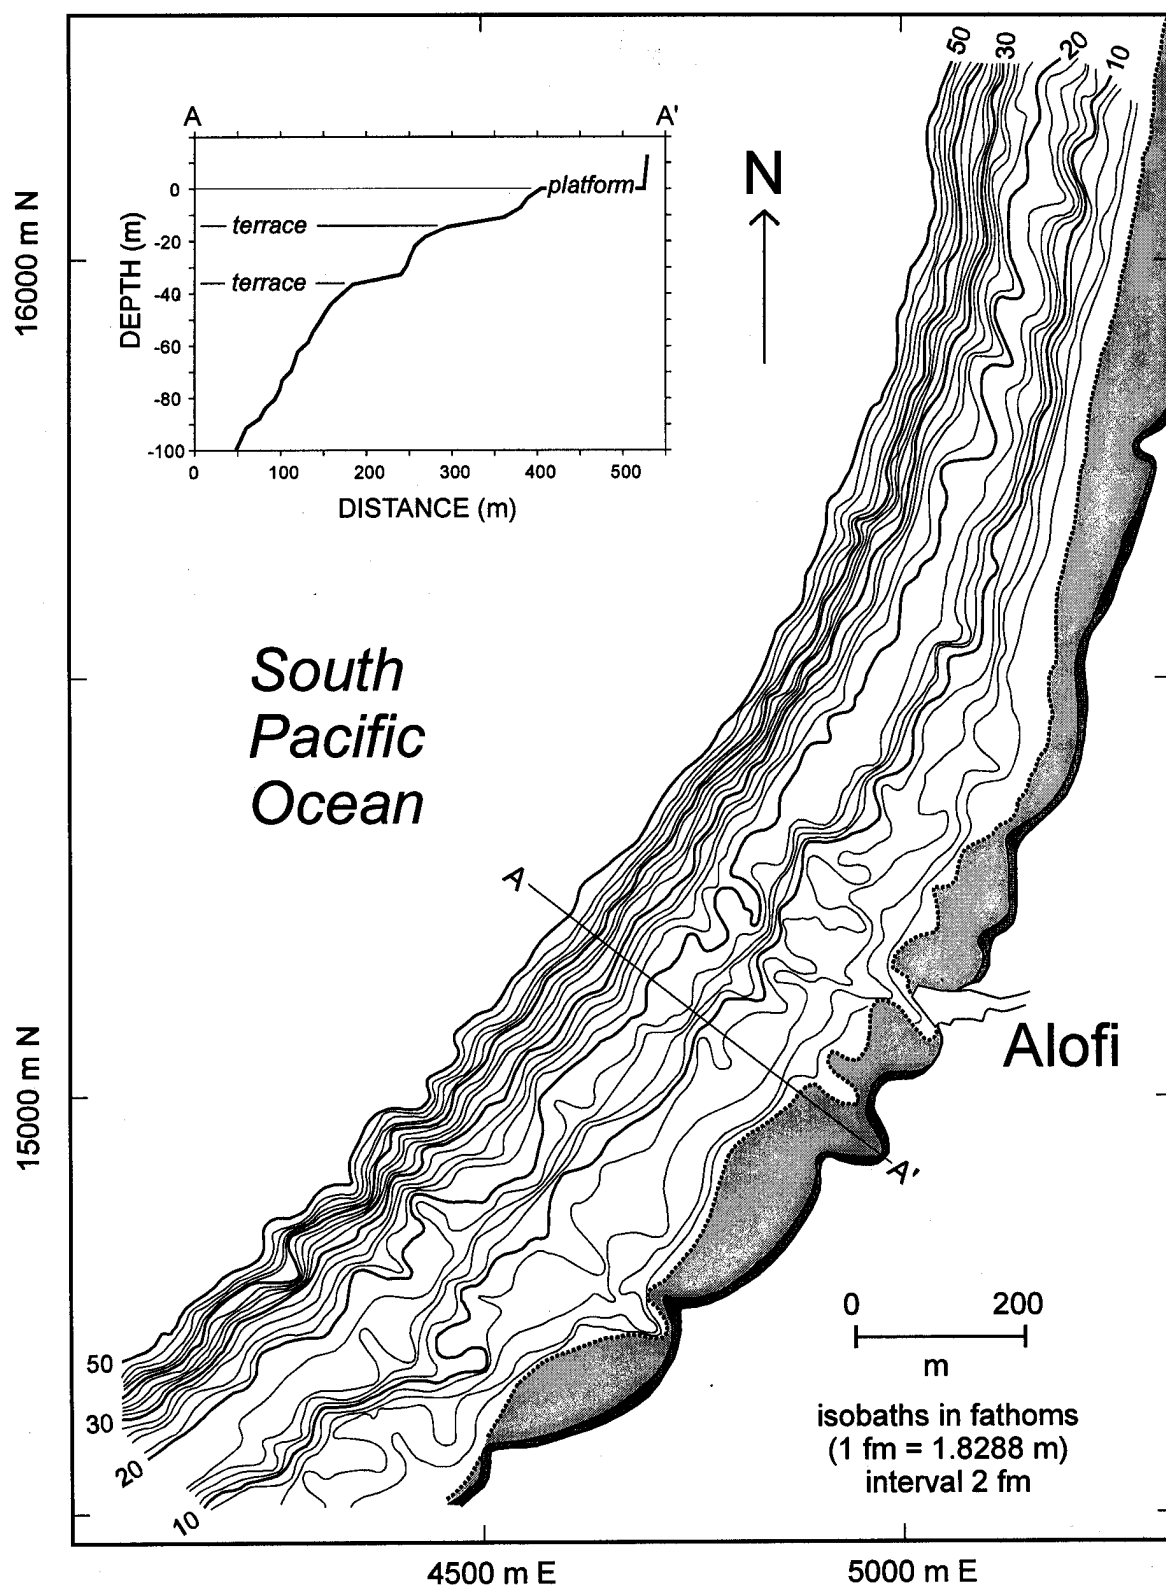 50 30 20 10
A A'
N
0
-20
-40
-60
-80
-100
platform
terrace
terrace
DEPTH (m)
0 100 200 300 400 500
DISTANCE (m)
16000 m N
South
Pacific
Ocean
A
Alofi
15000 m N
A'
0 200
m
50
30
20
10
isobaths in fathoms
(1 fm = 1.8288 m)
interval 2 fm
4500 m E 5000 m E